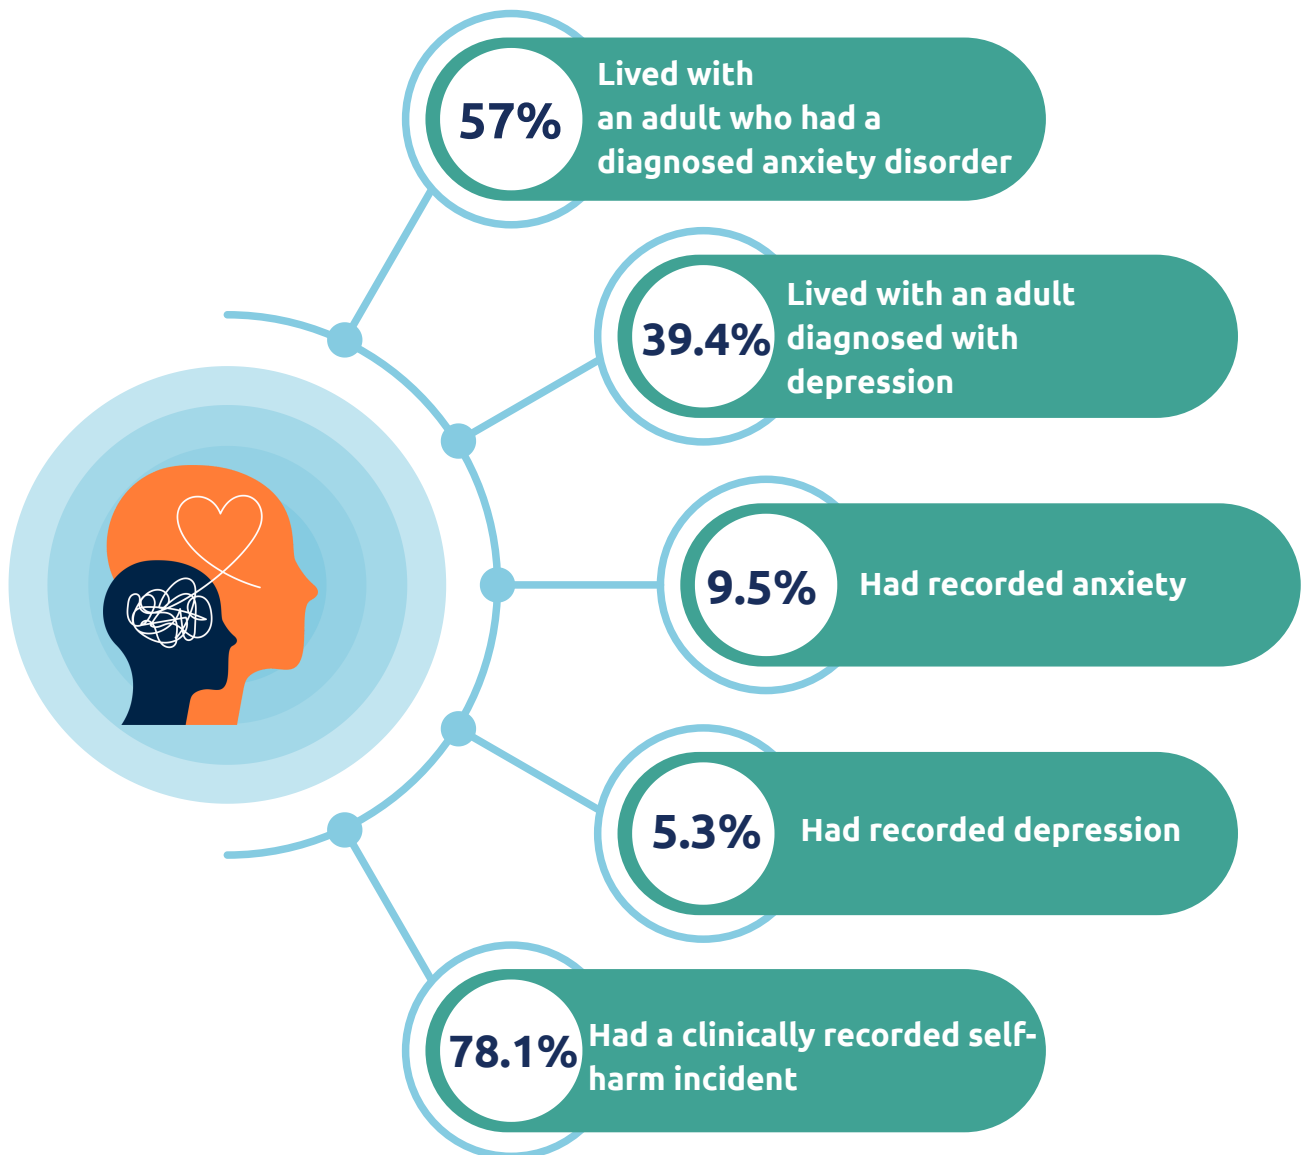 57%
Lived with
an adult who had a
diagnosed anxiety disorder
39.4%
Lived with an adult
diagnosed with
depression
9.5%
Had recorded anxiety
5.3%
Had recorded depression
78.1%
Had a clinically recorded self-
harm incident